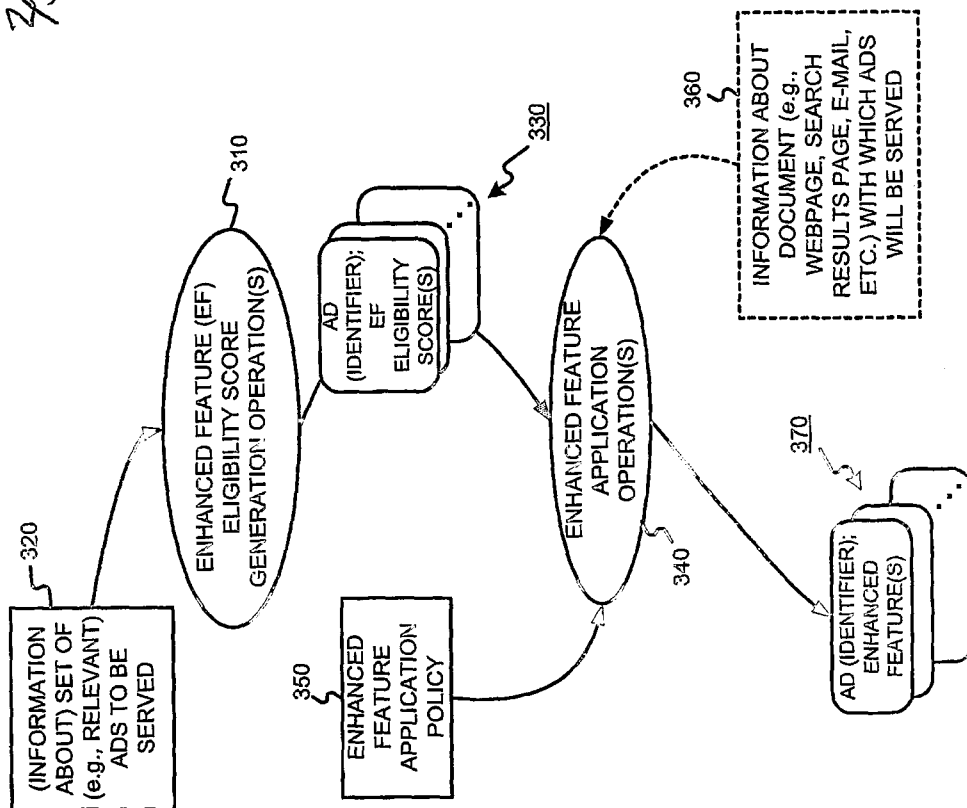 320
(INFORMATION
ABOUT) SET OF
(e.g., RELEVANT)
ADS TO BE
SERVED
310
ENHANCED FEATURE (EF)
ELIGIBILITY SCORE
GENERATION OPERATION(S)
330
AD
(IDENTIFIER);
EF
ELIGIBILITY
SCORE(S)
350
ENHANCED
FEATURE
APPLICATION
POLICY
ENHANCED FEATURE
APPLICATION
OPERATION(S)
340
360
INFORMATION ABOUT
DOCUMENT (e.g.,
WEBPAGE, SEARCH
RESULTS PAGE, E-MAIL,
ETC.) WITH WHICH ADS
WILL BE SERVED
370
AD (IDENTIFIER);
ENHANCED
FEATURE(S)